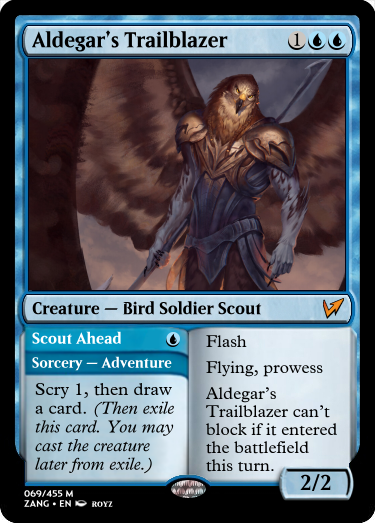 Aldegar's Trailblazer 1
Creature — Bird Soldier Scout
Scout Ahead
Sorcery — Adventure
Scry 1, then draw
a card. (Then exile
this card. You may
cast the creature
later from exile.)
Flash
Flying, prowess
Aldegar's
Trailblazer can't
block if it entered
the battlefield
this turn.
2/2
069/455 M
ZANG • EN ROYZ